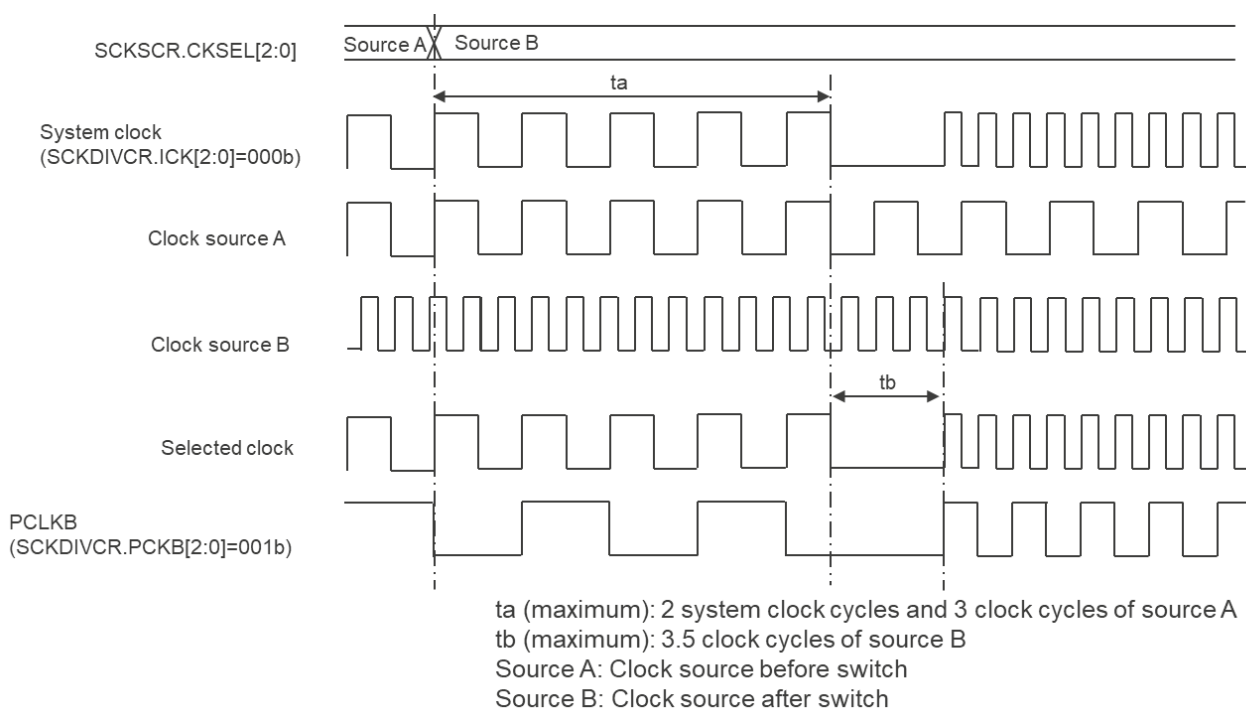 SCKSCR.CKSEL[2:0]
Source A
Source B
ta
System clock
(SCKDIVCR.ICK[2:0]=000b)
Clock source A
Clock source B
tb
Selected clock
PCLKB
(SCKDIVCR.PCKB[2:0]=001b)
ta (maximum): 2 system clock cycles and 3 clock cycles of source A
tb (maximum): 3.5 clock cycles of source B
Source A: Clock source before switch
Source B: Clock source after switch